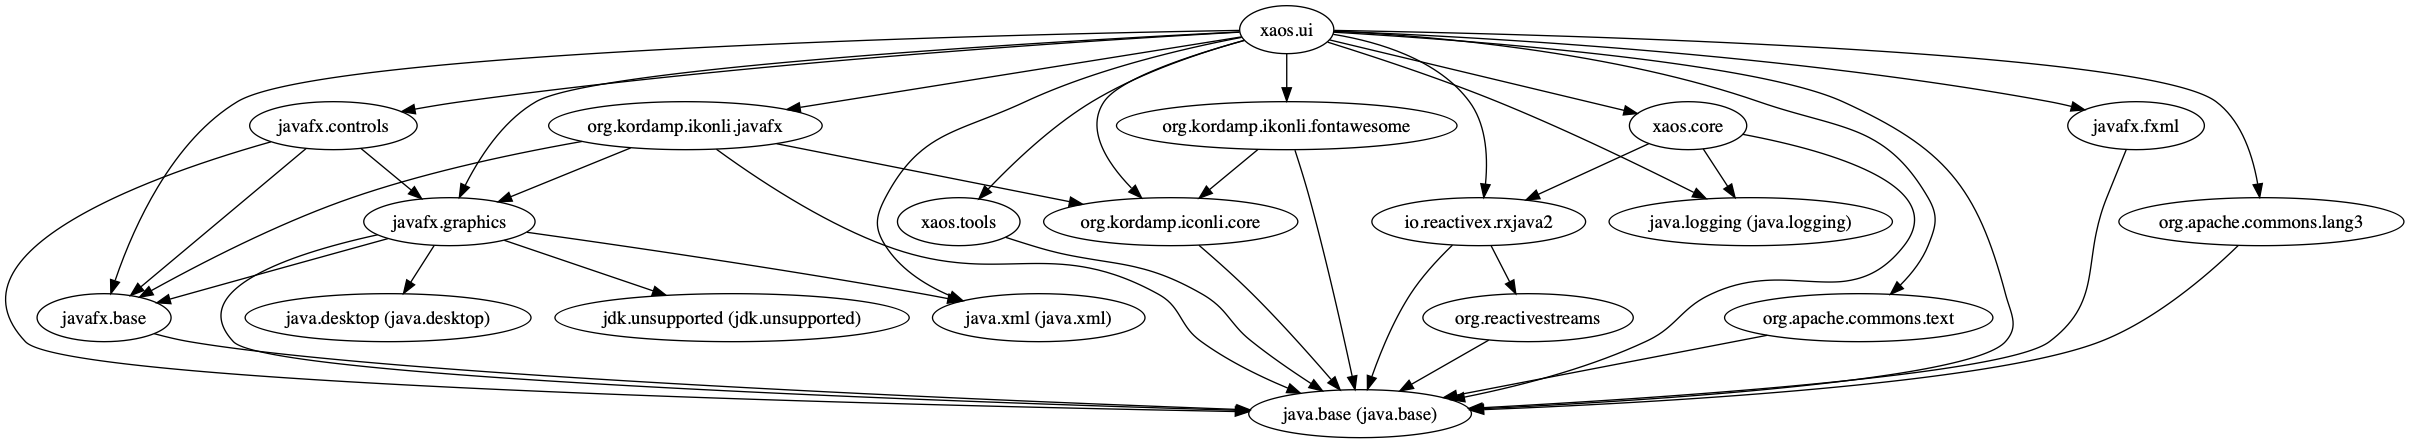 xaos.ui
javafx.controls
org.kordamp.ikonli.javafx
org.kordamp.ikonli.fontawesome
xaos.core
javafx.fxml
javafx.graphics
xaos.tools
org.kordamp.iconli.core
io.reactivex.rxjava2
java.logging (java.logging)
org.apache.commons.lang3
javafx.base
java.desktop (java.desktop)
jdk.unsupported (jdk.unsupported)
java.xml (java.xml)
org.reactivestreams
org.apache.commons.text
java.base (java.base)